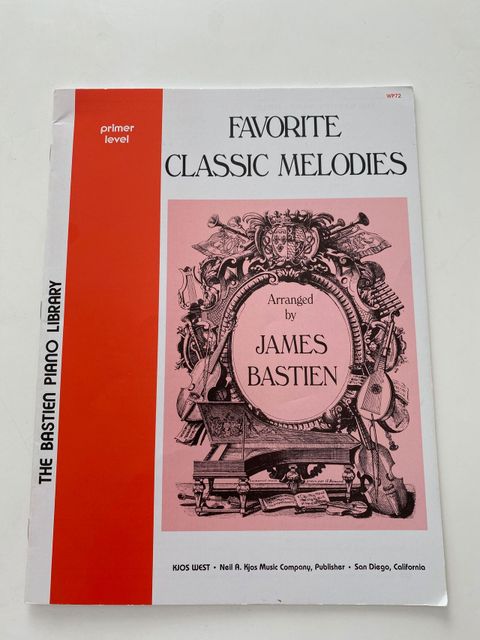 WP72
primer
level
FAVORITE
CLASSIC MELODIES
THE BASTIEN PIANO LIBRARY
Arranged
by
JAMES
BASTIEN
KJOS WEST • Neil A. Kjos Music Company, Publisher • San Diego, California